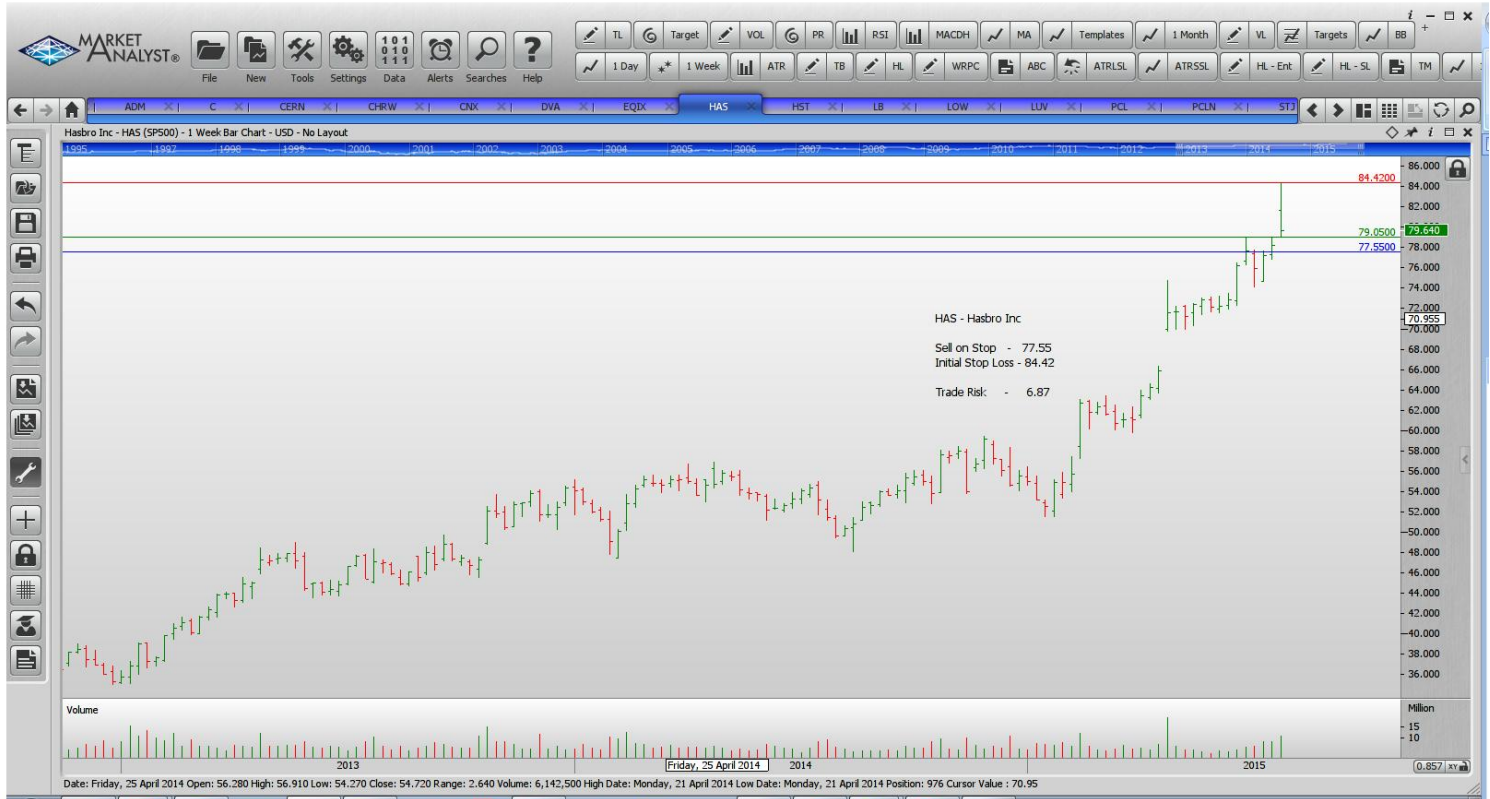 MARKET
ANALYST®
File New Tools Settings Data Alerts Searches Help
TL Target VOL PR RSI MACDH MA Templates 1 Month VL Targets BB
1 Day 1 Week ATR TB HL WRPC ABC ATRLSL ATRSSL HL - Ent HL - SL TM
ADM C CERN CHRW CNX DVA EQIX HAS HST LB LOW LUV PCL PCLN STJ
Hasbro Inc - HAS (SP500) - 1 Week Bar Chart - USD - No Layout
1995 1997 1998 1999 2000 2001 2002 2003 2004 2005 2006 2007 2008 2009 2010 2011 2012 2013 2014 2015
86.000
84.4200
84.000
82.000
79.0500 79.640
77.5500 78.000
76.000
74.000
72.000
70.955
70.000
68.000
66.000
64.000
62.000
60.000
58.000
56.000
54.000
52.000
50.000
48.000
46.000
44.000
42.000
40.000
38.000
36.000
HAS - Hasbro Inc
Sell on Stop - 77.55
Initial Stop Loss - 84.42
Trade Risk - 6.87
Volume
Million
15
10
2013 Friday, 25 April 2014 2014 2015
0.857 XY
Date: Friday, 25 April 2014 Open: 56.280 High: 56.910 Low: 54.270 Close: 54.720 Range: 2.640 Volume: 6,142,500 High Date: Monday, 21 April 2014 Low Date: Monday, 21 April 2014 Position: 976 Cursor Value : 70.95